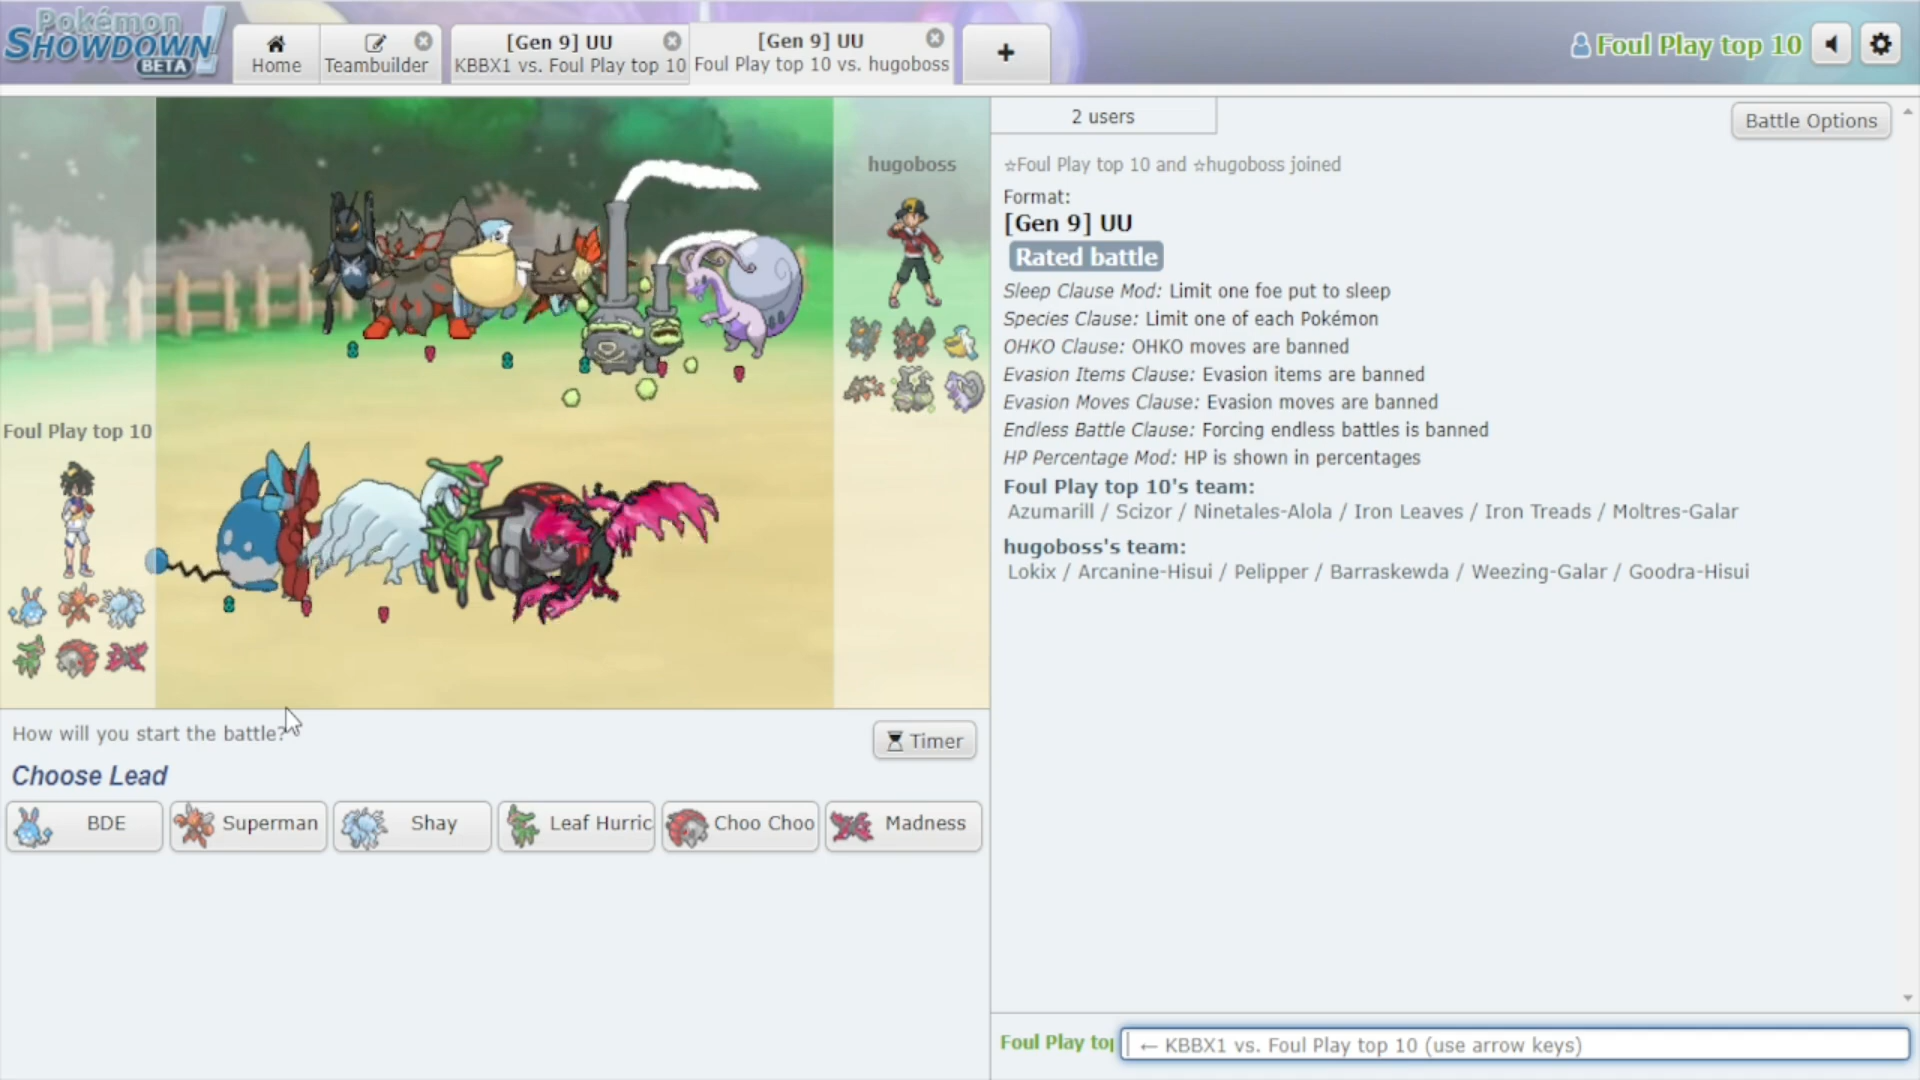 Pokémon
SHOWDOWN!
BETA
Home
Teambuilder
[Gen 9] UU
KBBX1 vs. Foul Play top 10
[Gen 9] UU
Foul Play top 10 vs. hugoboss
+
Foul Play top 10
hugoboss
Foul Play top 10
2 users
Battle Options
☆Foul Play top 10 and ☆hugoboss joined
Format:
[Gen 9] UU
Rated battle
Sleep Clause Mod: Limit one foe put to sleep
Species Clause: Limit one of each Pokémon
OHKO Clause: OHKO moves are banned
Evasion Items Clause: Evasion items are banned
Evasion Moves Clause: Evasion moves are banned
Endless Battle Clause: Forcing endless battles is banned
HP Percentage Mod: HP is shown in percentages
Foul Play top 10's team:
Azumarill / Scizor / Ninetales-Alola / Iron Leaves / Iron Treads / Moltres-Galar
hugoboss's team:
Lokix / Arcanine-Hisui / Pelipper / Barraskewda / Weezing-Galar / Goodra-Hisui
How will you start the battle?
Timer
Choose Lead
BDE
Superman
Shay
Leaf Hurric
Choo Choo
Madness
Foul Play top
← KBBX1 vs. Foul Play top 10 (use arrow keys)